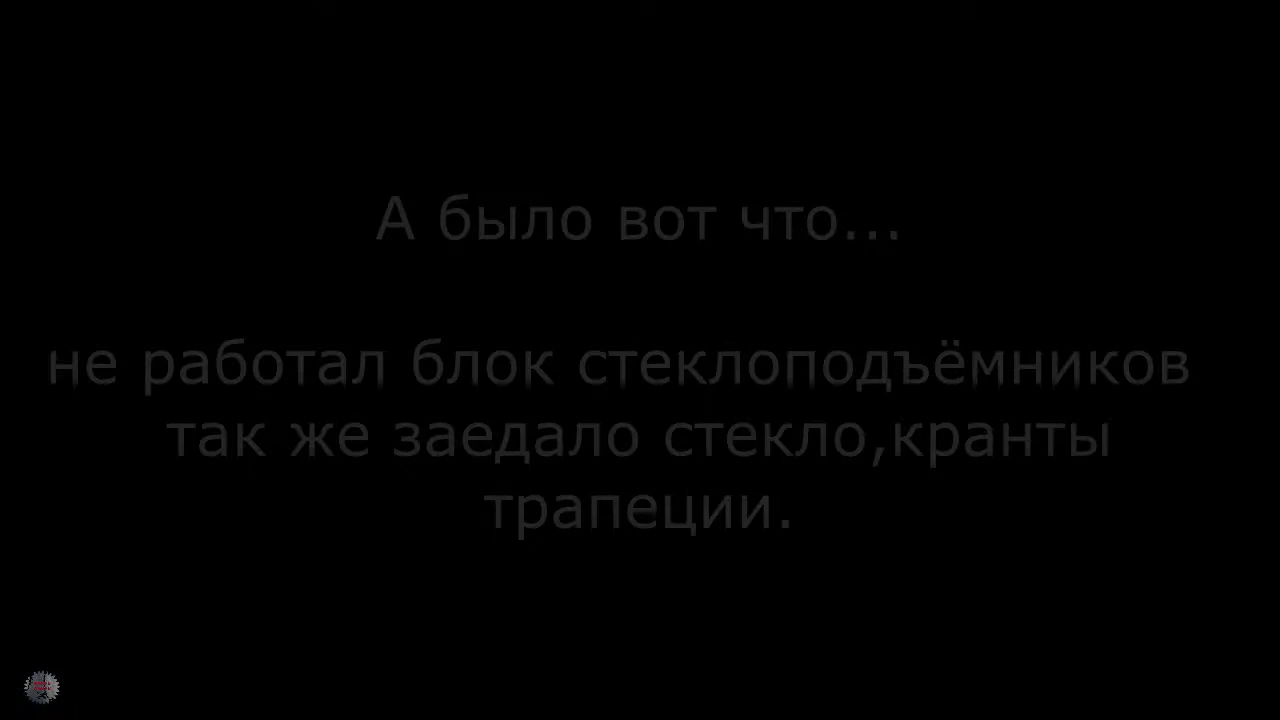 А было вот что...
не работал блок стеклоподъёмников
так же заедало стекло,кранты
трапеции.